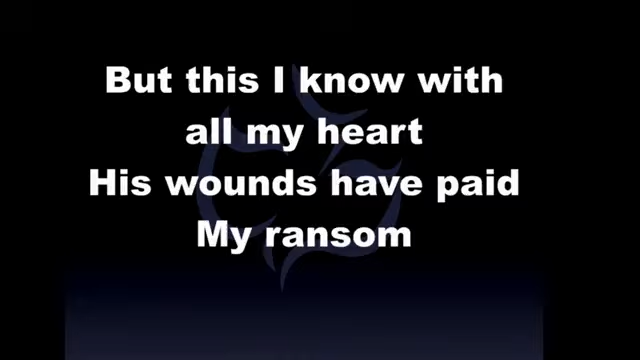 But this I know with
all my heart
His wounds have paid
My ransom